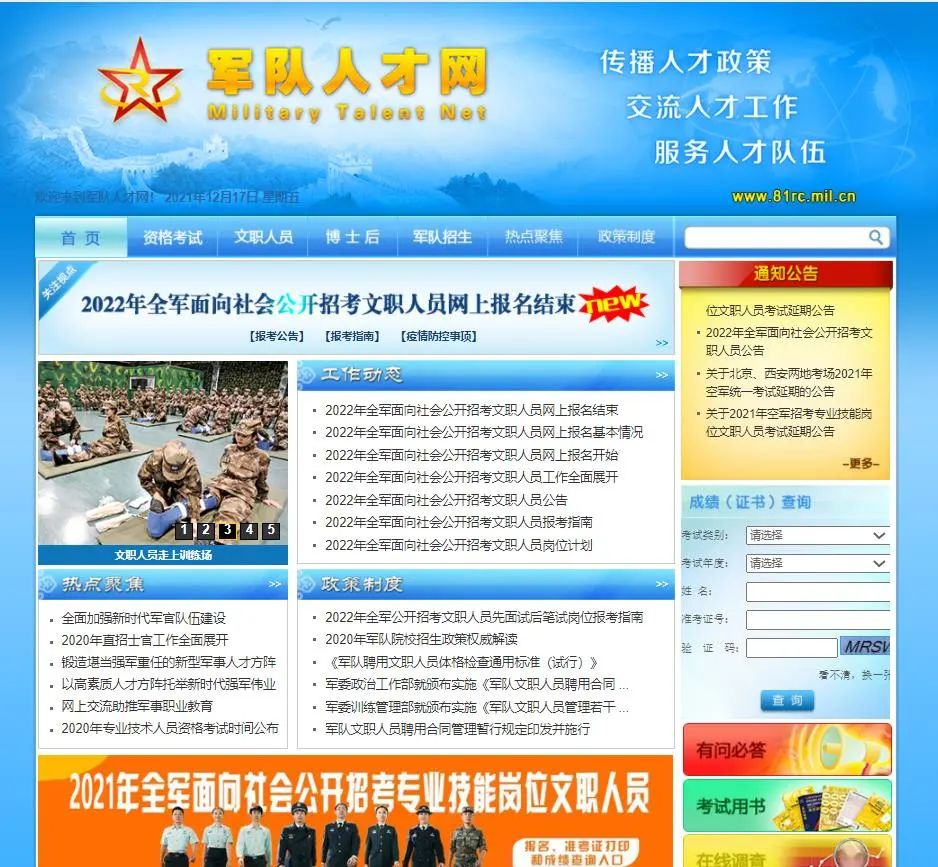 军队人才网
Military Talent Net
传播人才政策
交流人才工作
服务人才队伍
欢迎来到军队人才网! 2021年12月17日 星期五
www.81rc.mil.cn
首 页
资格考试
文职人员
博 士 后
军队招生
热点聚焦
政策制度
关注视点
2022年全军面向社会公开招考文职人员网上报名结束
new
【报考公告】 【报考指南】 【疫情防控事项】
>>
通知公告
位文职人员考试延期公告
2022年全军面向社会公开招考文
职人员公告
关于北京、西安两地考场2021年
空军统一考试延期的公告
关于2021年空军招考专业技能岗
位文职人员考试延期公告
-更多-
1 2 3 4 5
文职人员走上训练场
工作动态
>>
2022年全军面向社会公开招考文职人员网上报名结束
2022年全军面向社会公开招考文职人员网上报名基本情况
2022年全军面向社会公开招考文职人员网上报名开始
2022年全军面向社会公开招考文职人员工作全面展开
2022年全军面向社会公开招考文职人员公告
2022年全军面向社会公开招考文职人员报考指南
2022年全军面向社会公开招考文职人员岗位计划
成绩（证书）查询
考试类别:
请选择
考试年度:
请选择
姓 名:
准考证号:
验 证 码:
MRSW
看不清，换一张
查 询
热点聚焦
>>
全面加强新时代军官队伍建设
2020年直招士官工作全面展开
锻造堪当强军重任的新型军事人才方阵
以高素质人才方阵托举新时代强军伟业
网上交流助推军事职业教育
2020年专业技术人员资格考试时间公布
政策制度
>>
2022年全军公开招考文职人员先面试后笔试岗位报考指南
2020年军队院校招生政策权威解读
《军队聘用文职人员体格检查通用标准（试行）》
军委政治工作部就颁布实施《军队文职人员聘用合同 ...
军委训练管理部就颁布实施《军队文职人员管理若干 ...
军队文职人员聘用合同管理暂行规定印发并施行
有问必答
考试用书
在线调查
2021年全军面向社会公开招考专业技能岗位文职人员
报名、准考证打印
和成绩查询入口